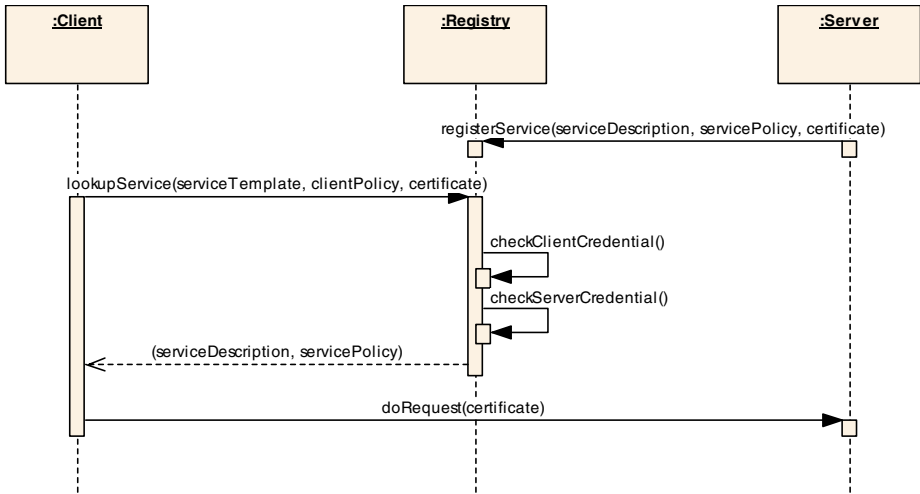 :Client
:Registry
:Server
registerService(serviceDescription, servicePolicy, certificate)
lookupService(serviceTemplate, clientPolicy, certificate)
checkClientCredential()
checkServerCredential()
(serviceDescription, servicePolicy)
doRequest(certificate)